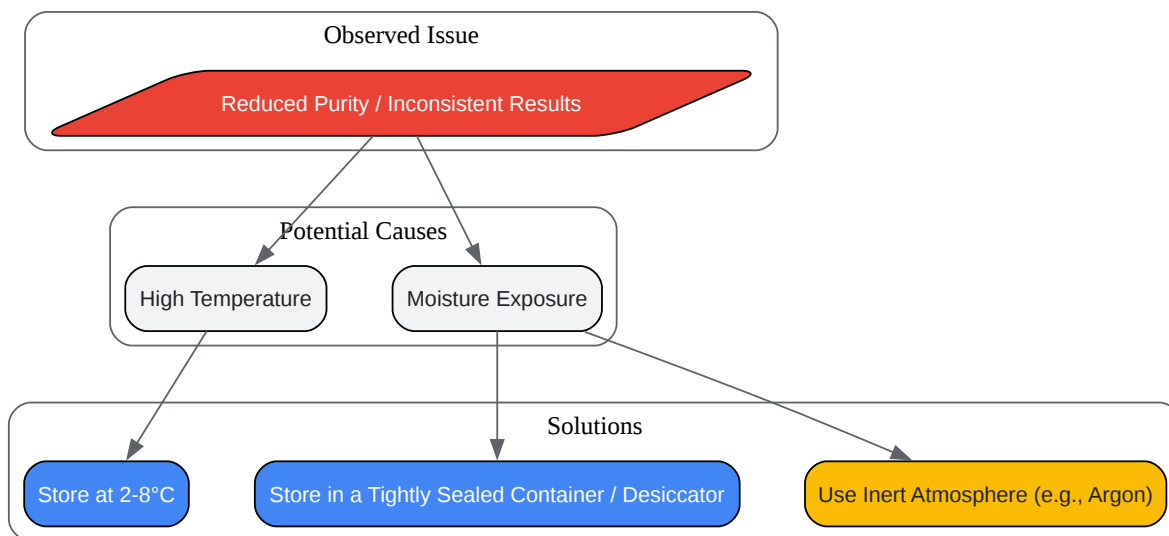 Observed Issue
Reduced Purity / Inconsistent Results
Potential Causes
High Temperature
Moisture Exposure
Solutions
Store at 2-8°C
Store in a Tightly Sealed Container / Desiccator
Use Inert Atmosphere (e.g., Argon)